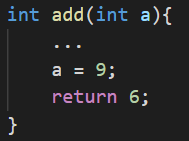 int add(int a){
    ...
    a = 9;
    return 6;
}